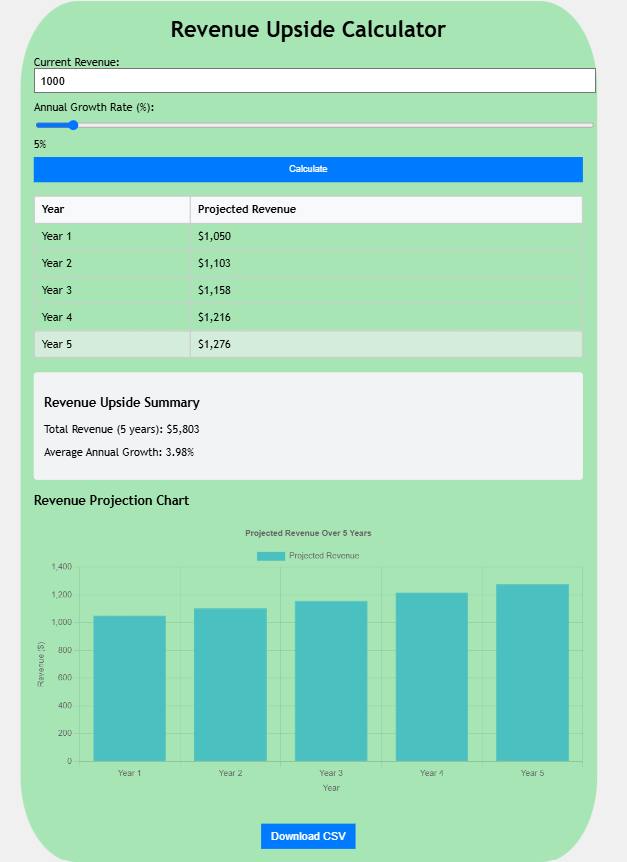 Revenue Upside Calculator
Current Revenue:
1000
Annual Growth Rate (%):
5%
Calculate
Year Projected Revenue
Year 1 $1,050
Year 2 $1,103
Year 3 $1,158
Year 4 $1,216
Year 5 $1,276
Revenue Upside Summary
Total Revenue (5 years): $5,803
Average Annual Growth: 3.98%
Revenue Projection Chart
Projected Revenue Over 5 Years
Projected Revenue
1,400
1,200
1,000
800
600
400
200
0
Revenue ($)
Year 1 Year 2 Year 3 Year 4 Year 5
Year
Download CSV